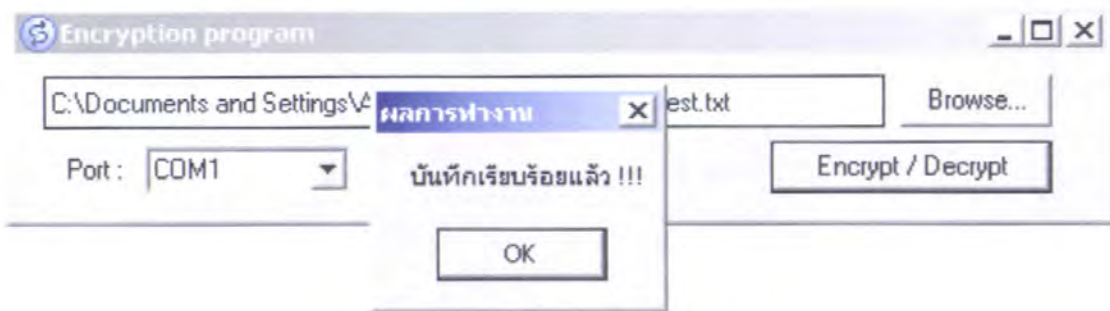 Encryption program
C:\Documents and Settings\A est.txt
Browse...
ผลการทำงาน
Port :
COM1
บันทึกเรียบร้อยแล้ว !!!
Encrypt / Decrypt
OK